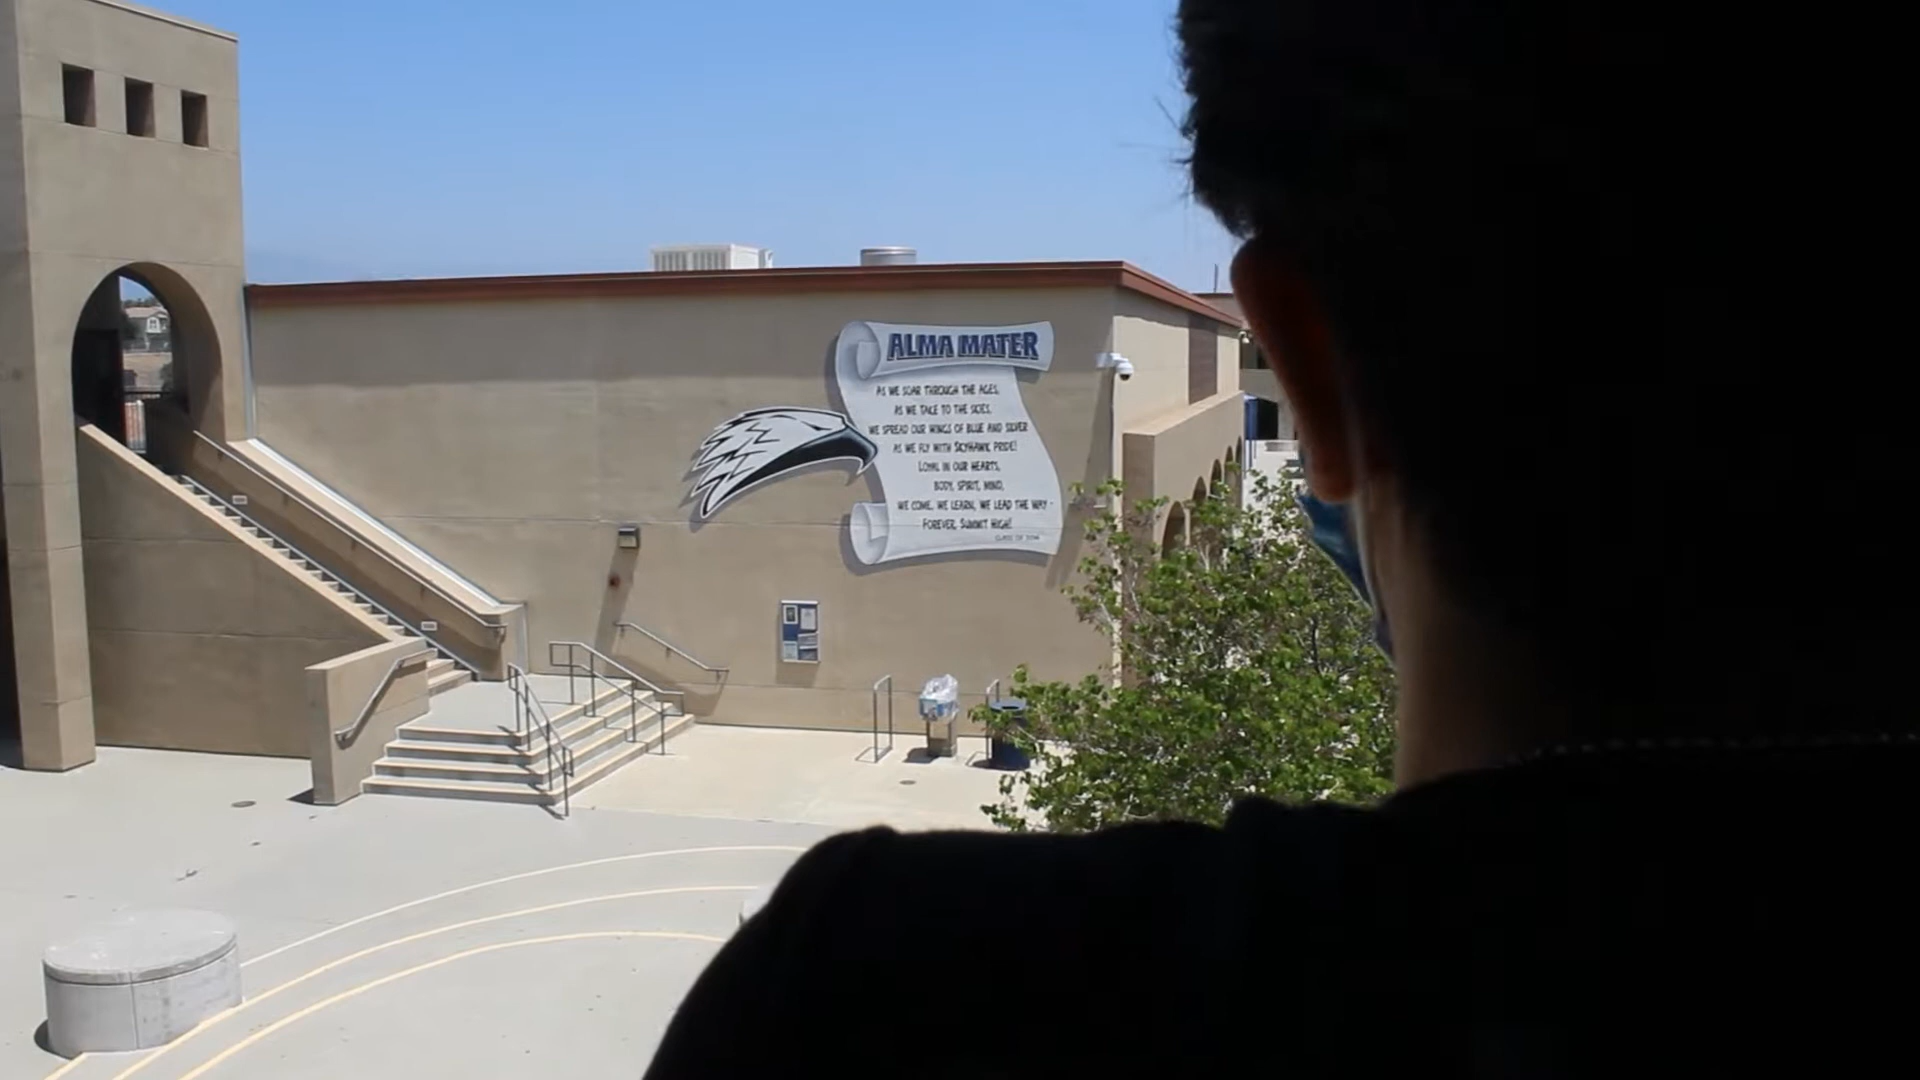 ALMA MATER
AS WE SOAR THROUGH THE AGES,
AS WE TAKE TO THE SKIES,
WE SPREAD OUR WINGS OF BLUE AND SILVER
AS WE FLY WITH SKYHAWK PRIDE!
LOYAL IN OUR HEARTS,
BODY, SPIRIT, MIND,
WE COME, WE LEARN, WE LEAD THE WAY -
FOREVER, SUMMIT HIGH!
CLASS OF